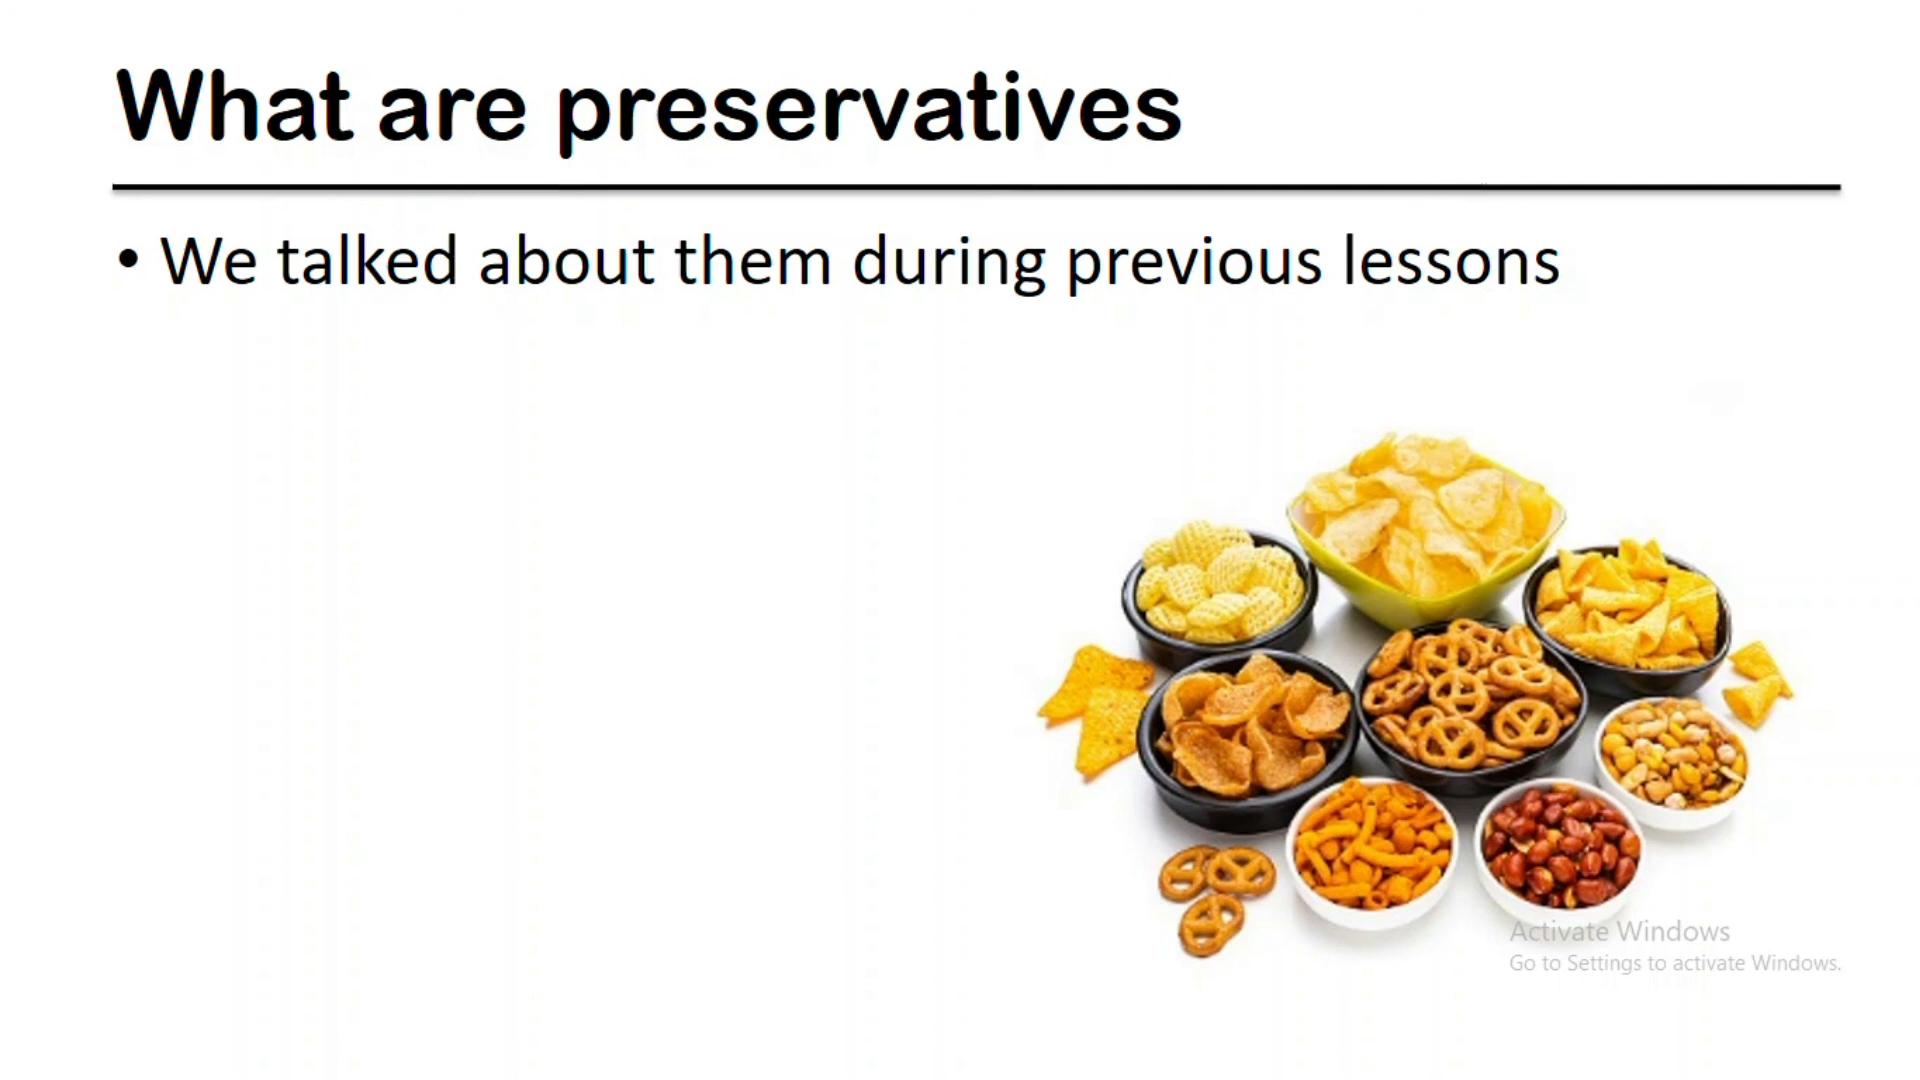 What are preservatives
• We talked about them during previous lessons
Activate Windows
Go to Settings to activate Windows.